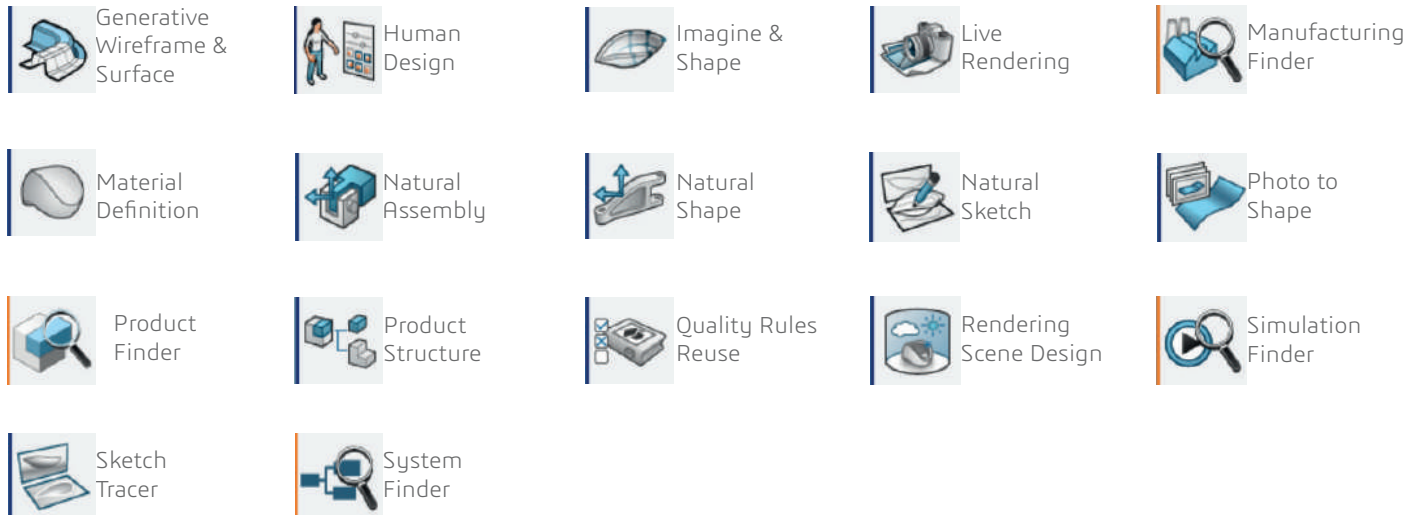 Generative
Wireframe &
Surface
Human
Design
Imagine &
Shape
Live
Rendering
Manufacturing
Finder
Material
Definition
Natural
Assembly
Natural
Shape
Natural
Sketch
Photo to
Shape
Product
Finder
Product
Structure
Quality Rules
Reuse
Rendering
Scene Design
Simulation
Finder
Sketch
Tracer
System
Finder